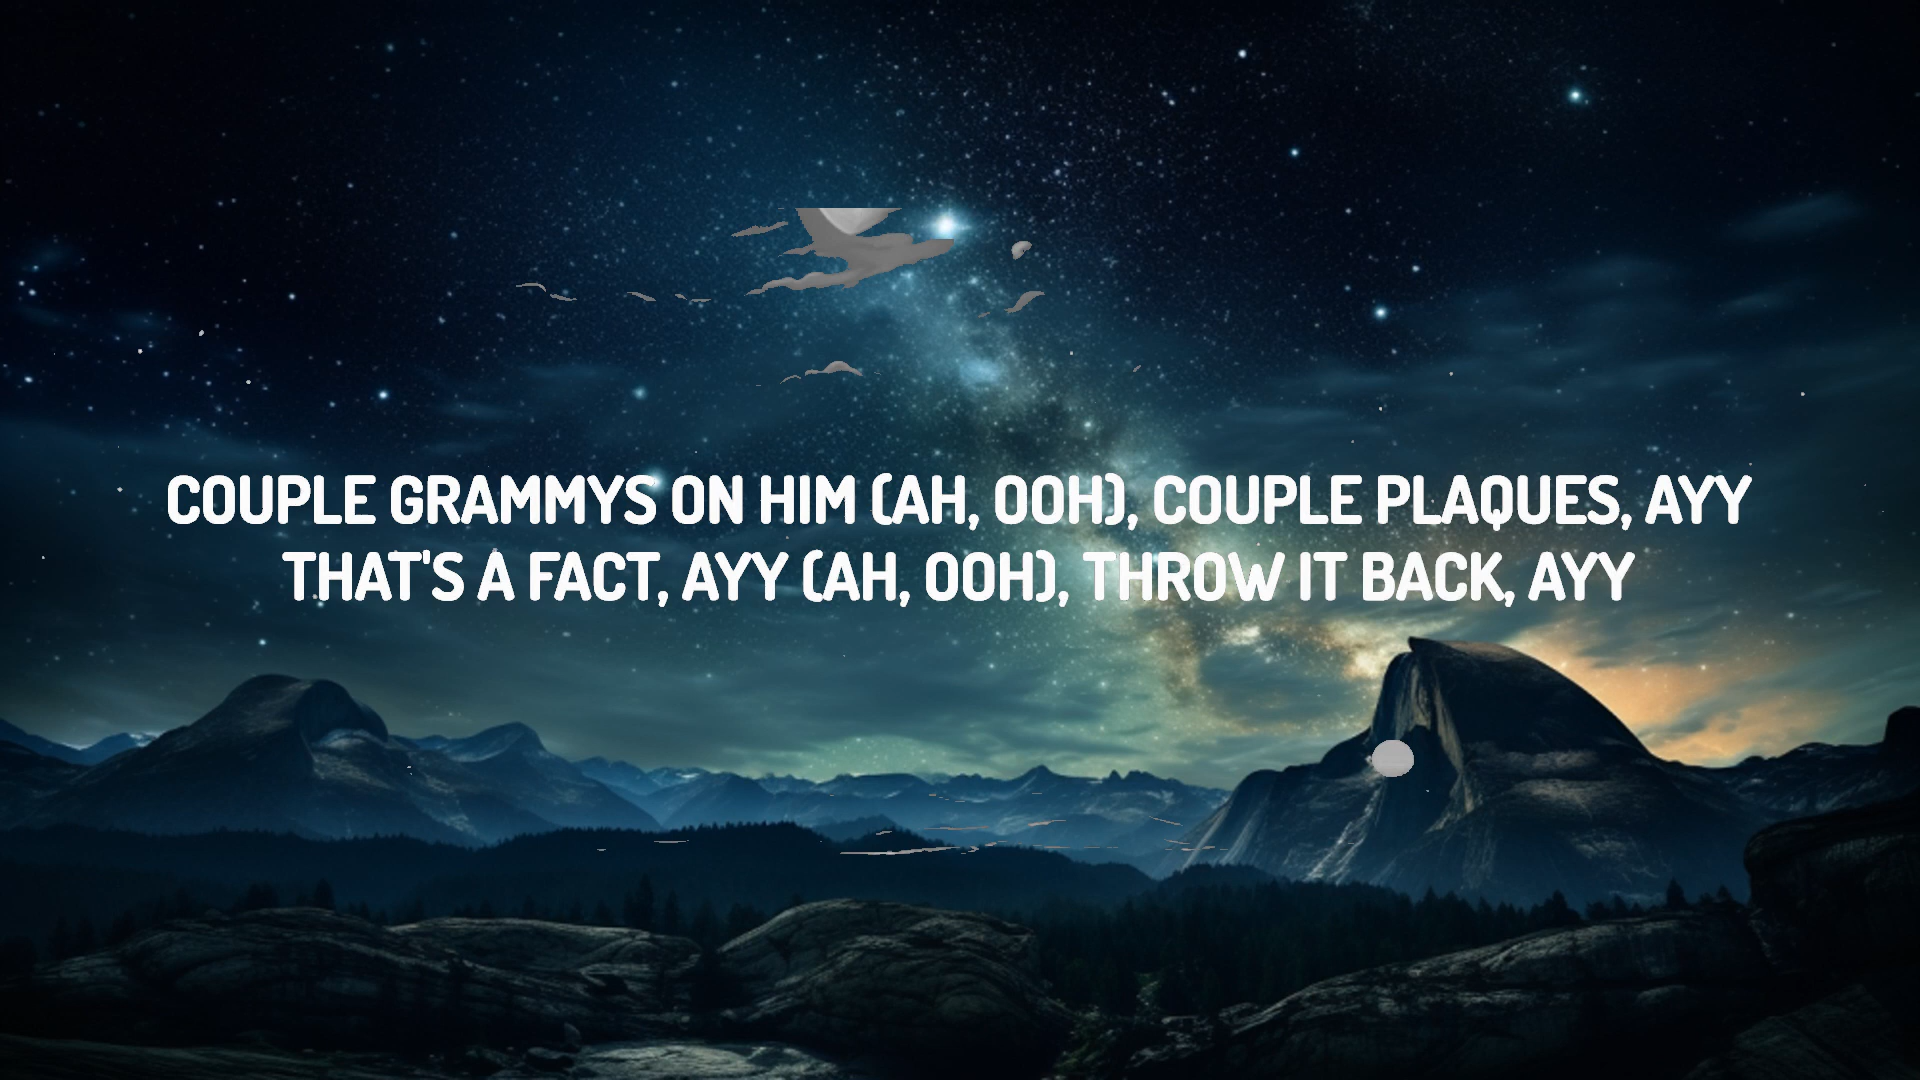 COUPLE GRAMMYS ON HIM (AH, OOH), COUPLE PLAQUES, AYY
THAT'S A FACT, AYY (AH, OOH), THROW IT BACK, AYY